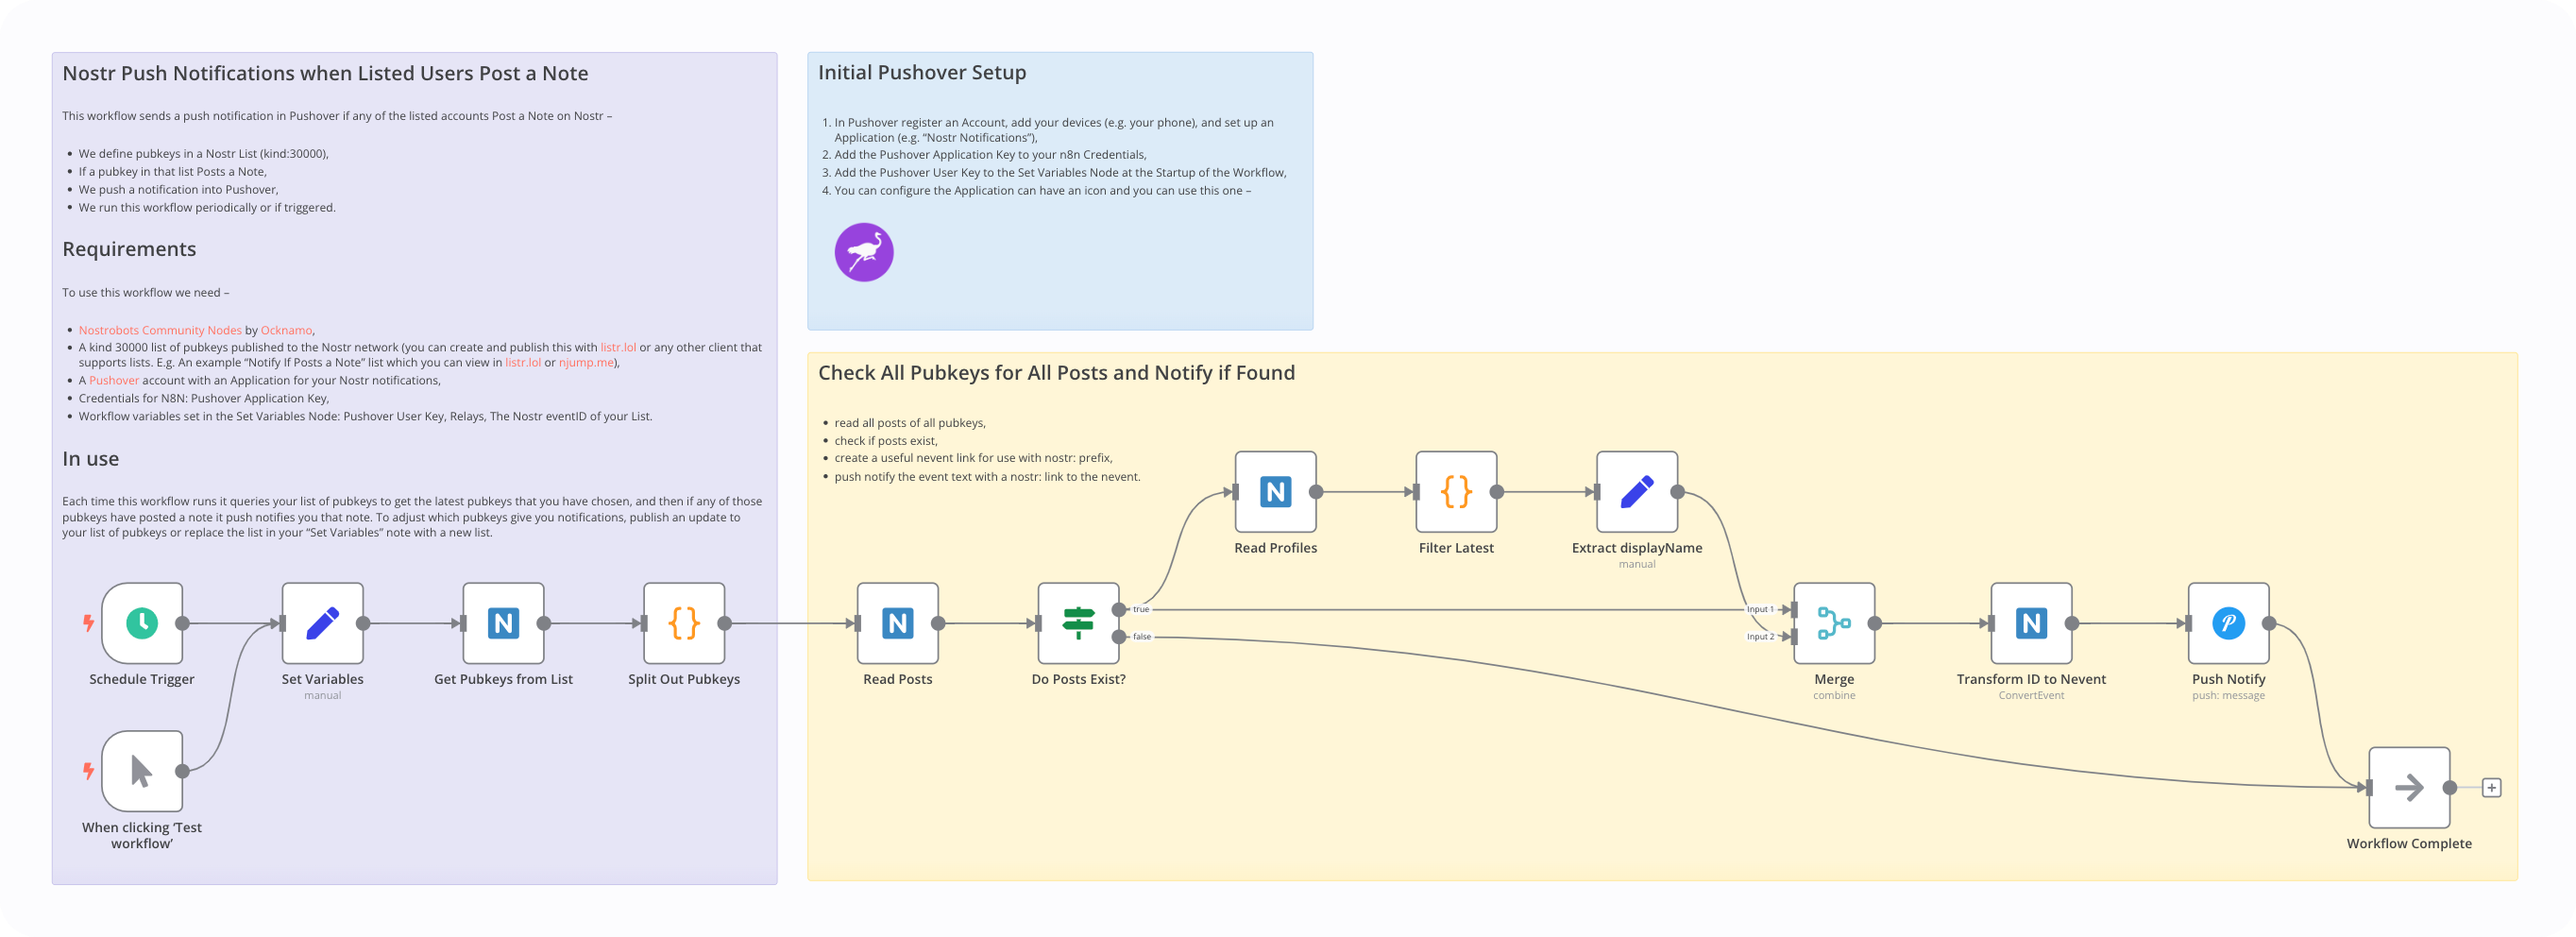 Nostr Push Notifications when Listed Users Post a Note
This workflow sends a push notification in Pushover if any of the listed accounts Post a Note on Nostr –
• We define pubkeys in a Nostr List (kind:30000),
• If a pubkey in that list Posts a Note,
• We push a notification into Pushover,
• We run this workflow periodically or if triggered.
Requirements
To use this workflow we need –
• Nostrobots Community Nodes by Ocknamo,
• A kind 30000 list of pubkeys published to the Nostr network (you can create and publish this with listr.lol or any other client that
supports lists. E.g. An example “Notify If Posts a Note” list which you can view in listr.lol or njump.me),
• A Pushover account with an Application for your Nostr notifications,
• Credentials for N8N: Pushover Application Key,
• Workflow variables set in the Set Variables Node: Pushover User Key, Relays, The Nostr eventID of your List.
In use
Each time this workflow runs it queries your list of pubkeys to get the latest pubkeys that you have chosen, and then if any of those
pubkeys have posted a note it push notifies you that note. To adjust which pubkeys give you notifications, publish an update to
your list of pubkeys or replace the list in your “Set Variables” note with a new list.
Schedule Trigger
Set Variables
manual
N
Get Pubkeys from List
{}
Split Out Pubkeys
When clicking ‘Test
workflow’
Initial Pushover Setup
1. In Pushover register an Account, add your devices (e.g. your phone), and set up an
Application (e.g. “Nostr Notifications”),
2. Add the Pushover Application Key to your n8n Credentials,
3. Add the Pushover User Key to the Set Variables Node at the Startup of the Workflow,
4. You can configure the Application can have an icon and you can use this one –
Check All Pubkeys for All Posts and Notify if Found
• read all posts of all pubkeys,
• check if posts exist,
• create a useful nevent link for use with nostr: prefix,
• push notify the event text with a nostr: link to the nevent.
N
Read Profiles
{}
Filter Latest
Extract displayName
manual
N
Read Posts
Do Posts Exist?
true
false
Input 1
Input 2
Merge
combine
N
Transform ID to Nevent
ConvertEvent
P
Push Notify
push: message
Workflow Complete
+